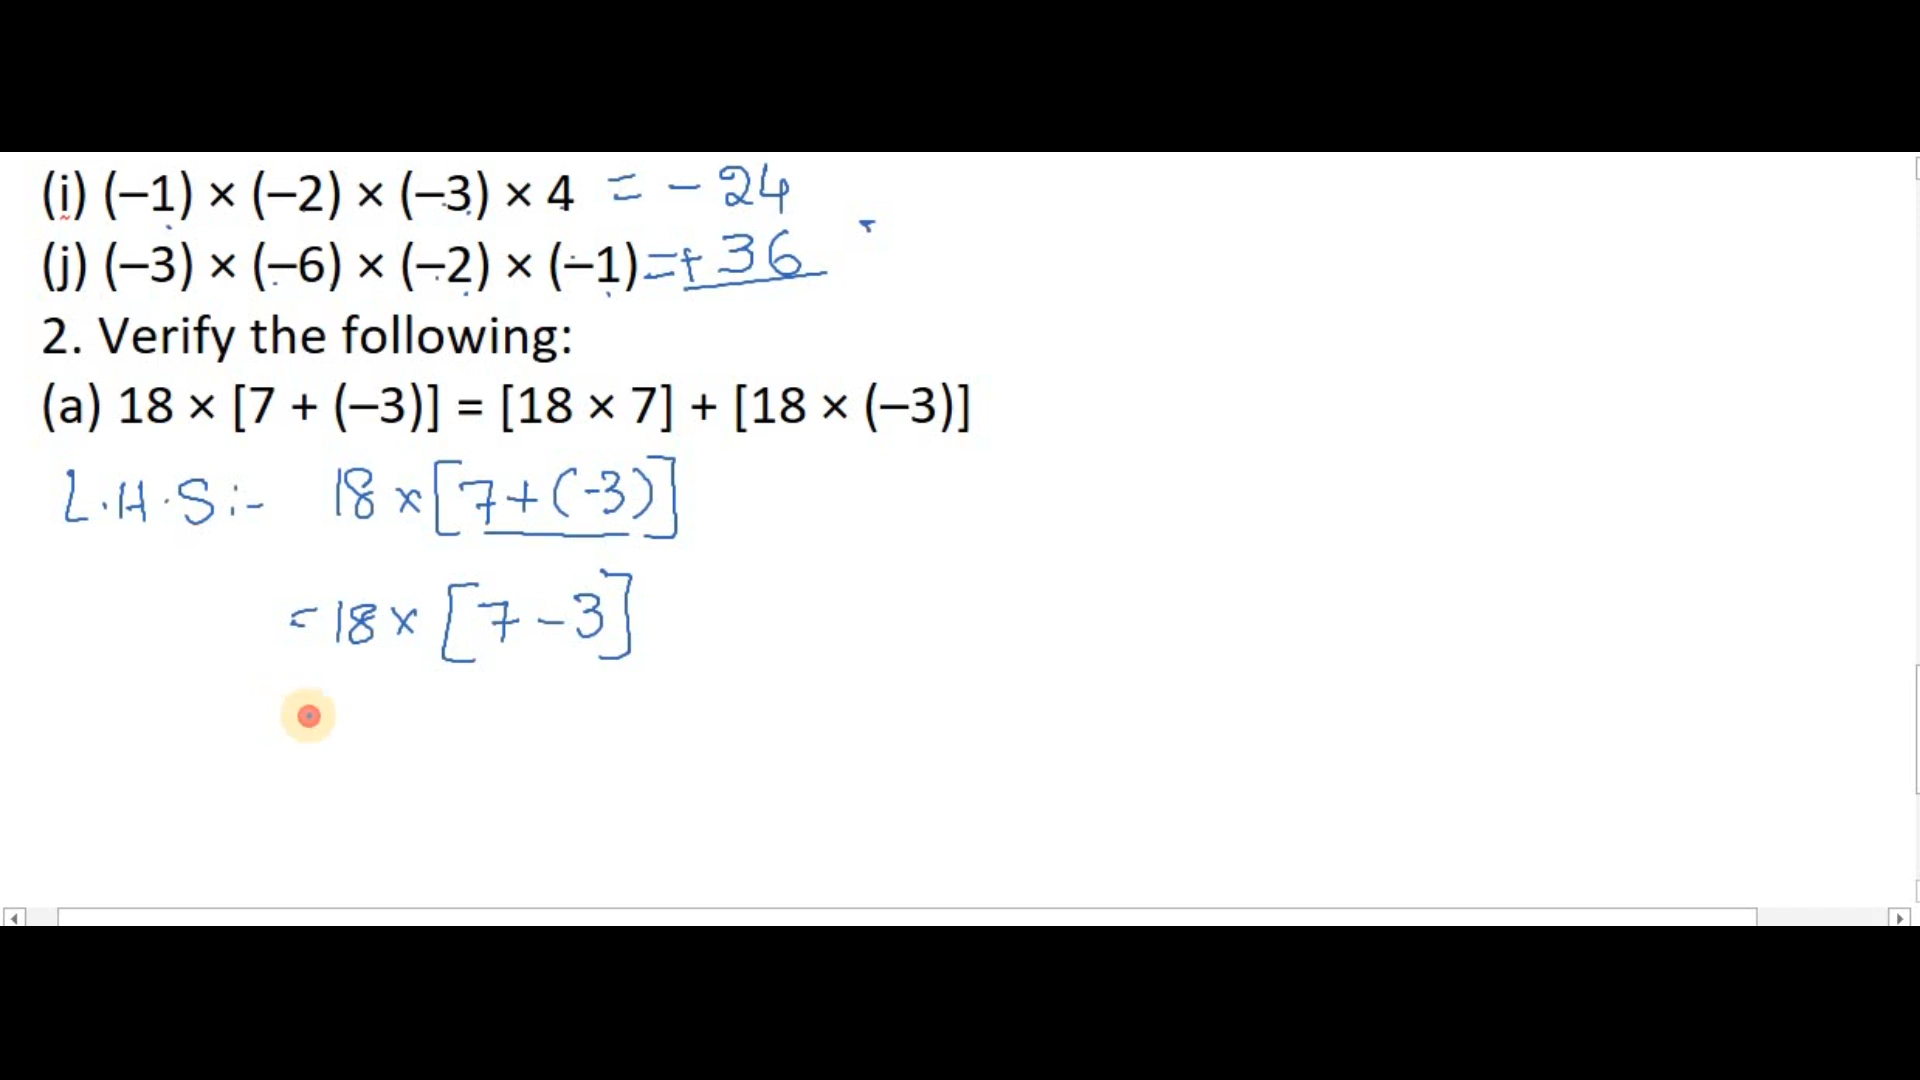 (i) (–1) × (–2) × (–3) × 4 = - 24
(j) (–3) × (–6) × (–2) × (–1) = + 36
2. Verify the following:
(a) 18 × [7 + (–3)] = [18 × 7] + [18 × (–3)]
L.H.S:- 18 × [7 + (-3)]
= 18 × [7 - 3]